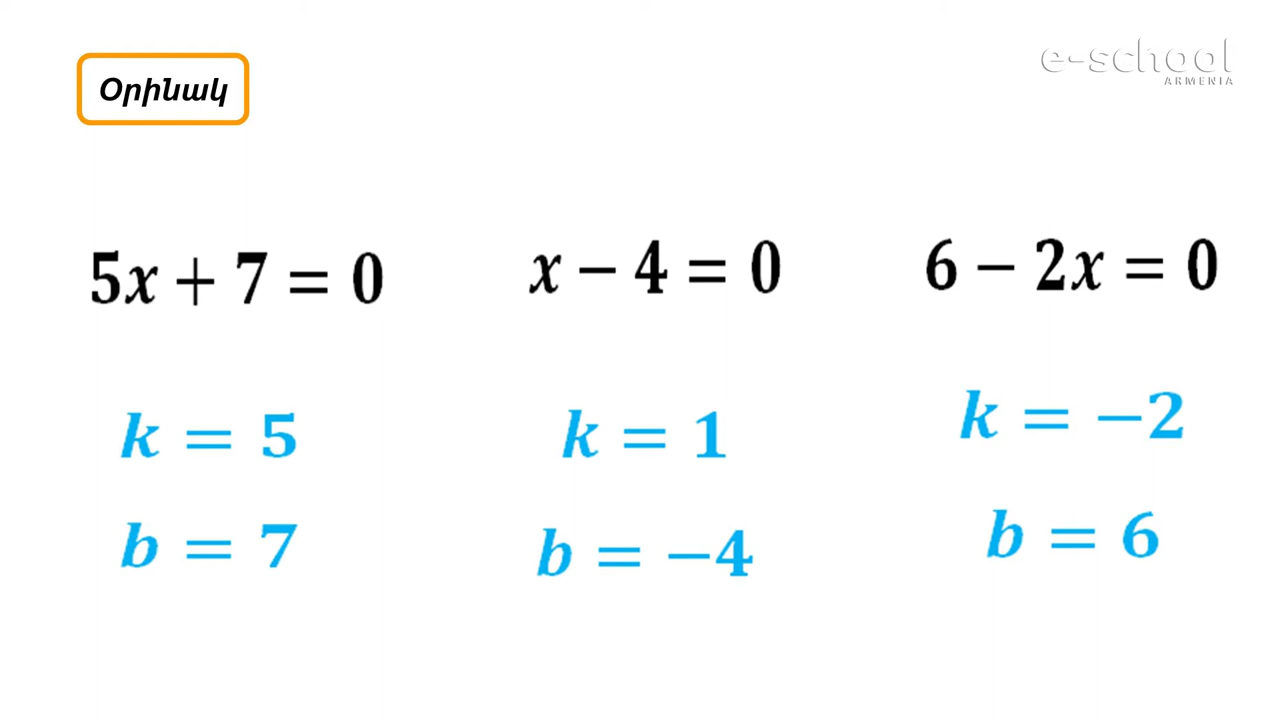 Օրինակ
e-school
ARMENIA
5x + 7 = 0
x − 4 = 0
6 − 2x = 0
k = 5
k = 1
k = −2
b = 7
b = −4
b = 6